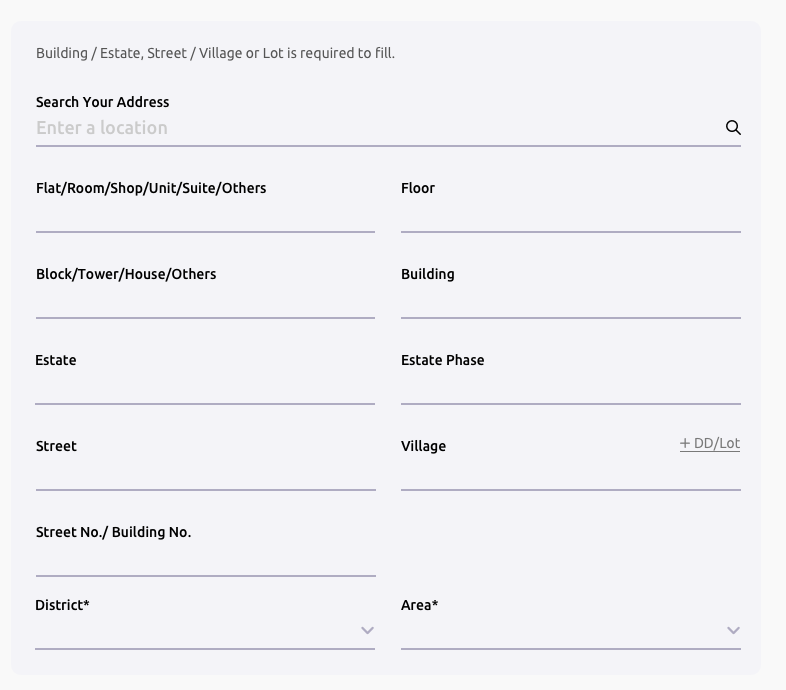 Building / Estate, Street / Village or Lot is required to fill.
Search Your Address
Enter a location
Flat/Room/Shop/Unit/Suite/Others
Floor
Block/Tower/House/Others
Building
Estate
Estate Phase
Street
Village
+ DD/Lot
Street No./ Building No.
District*
Area*